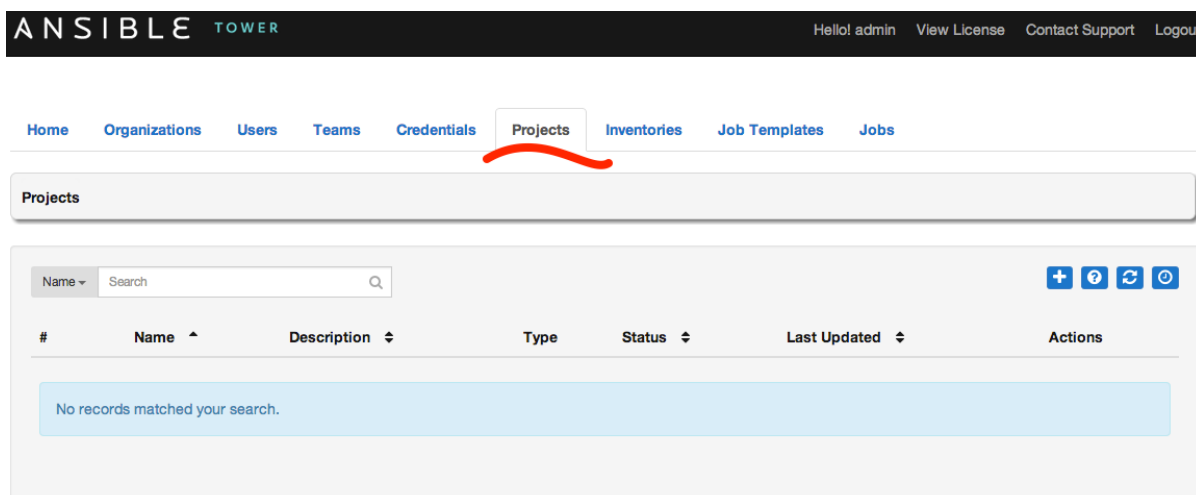 ANSIBLE TOWER Hello! admin View License Contact Support Logou
Home Organizations Users Teams Credentials Projects Inventories Job Templates Jobs
Projects
Name Search
# Name Description Type Status Last Updated Actions
No records matched your search.